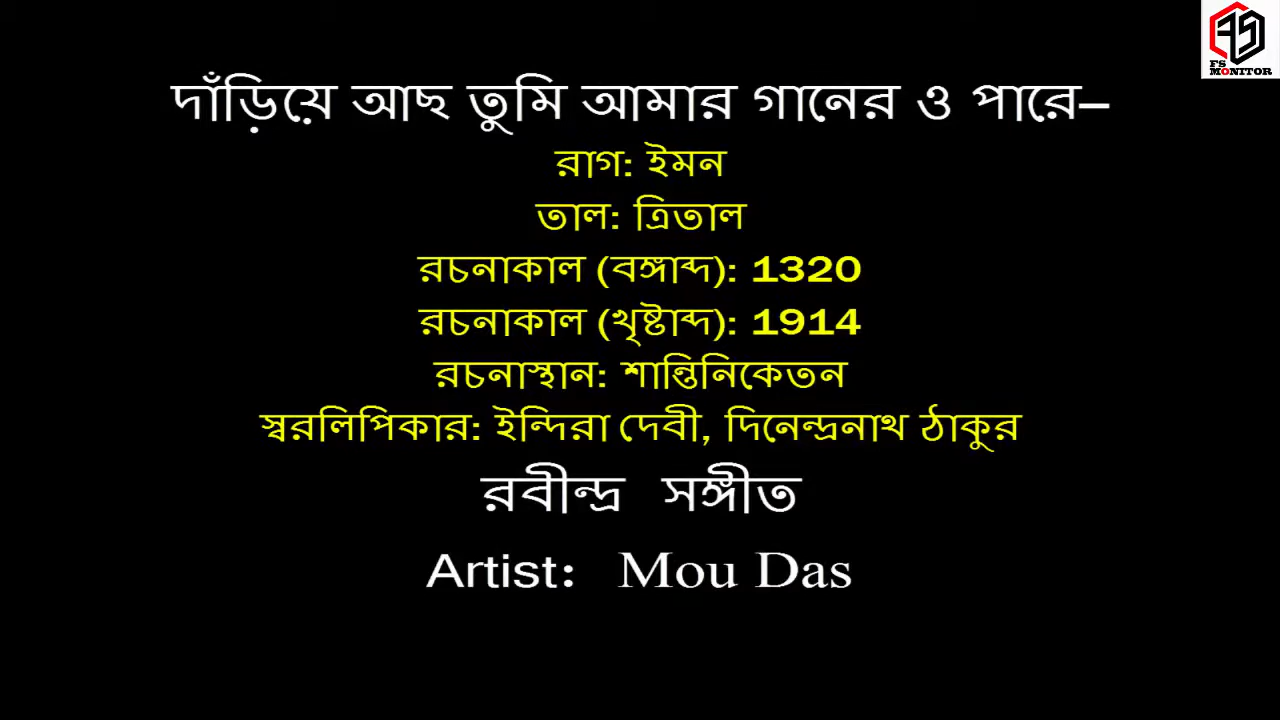 FS
MONITOR
দাঁড়িয়ে আছ তুমি আমার গানের ও পারে—
রাগ: ইমন
তাল: ত্রিতাল
রচনাকাল (বঙ্গাব্দ): 1320
রচনাকাল (খৃষ্টাব্দ): 1914
রচনাস্থান: শান্তিনিকেতন
স্বরলিপিকার: ইন্দিরা দেবী, দিনেন্দ্রনাথ ঠাকুর
রবীন্দ্র সঙ্গীত
Artist: Mou Das